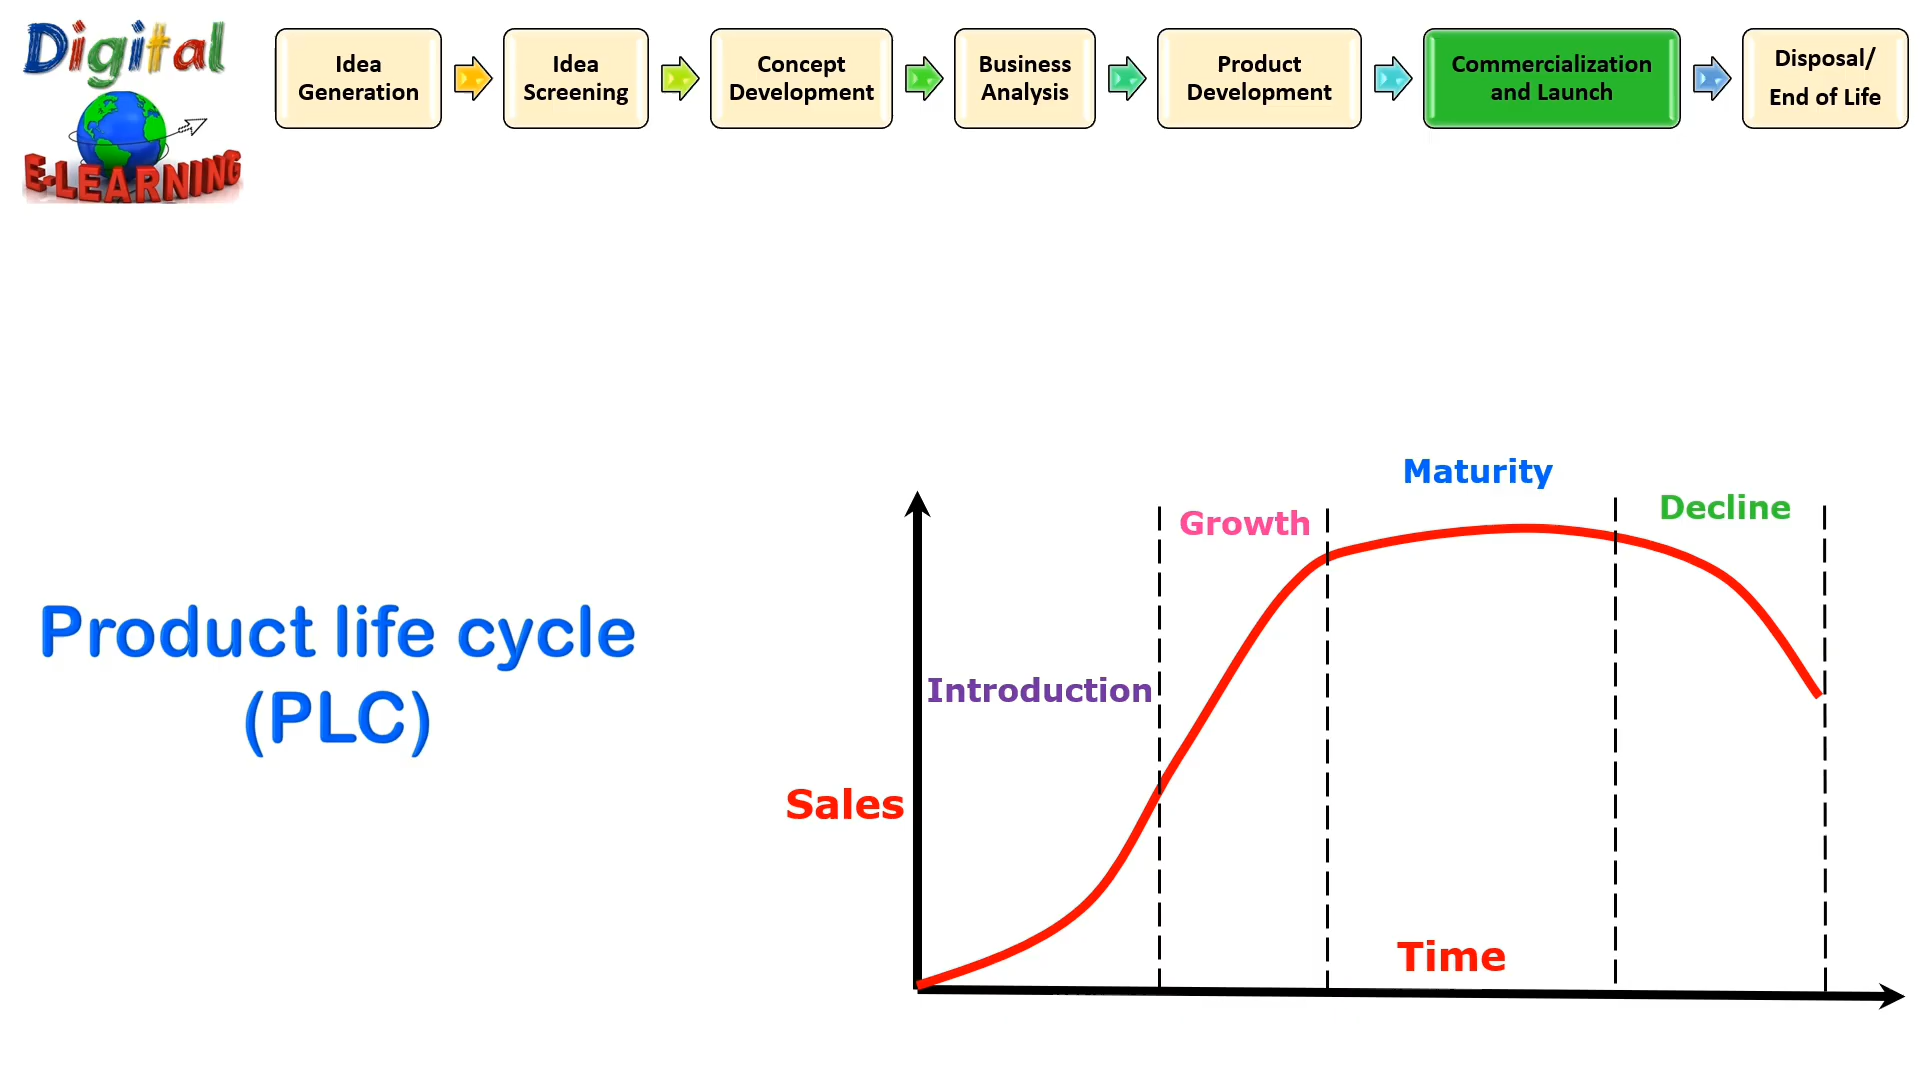 Digital
E-LEARNING
Idea
Generation
Idea
Screening
Concept
Development
Business
Analysis
Product
Development
Commercialization
and Launch
Disposal/
End of Life
Product life cycle
(PLC)
Maturity
Decline
Growth
Introduction
Sales
Time